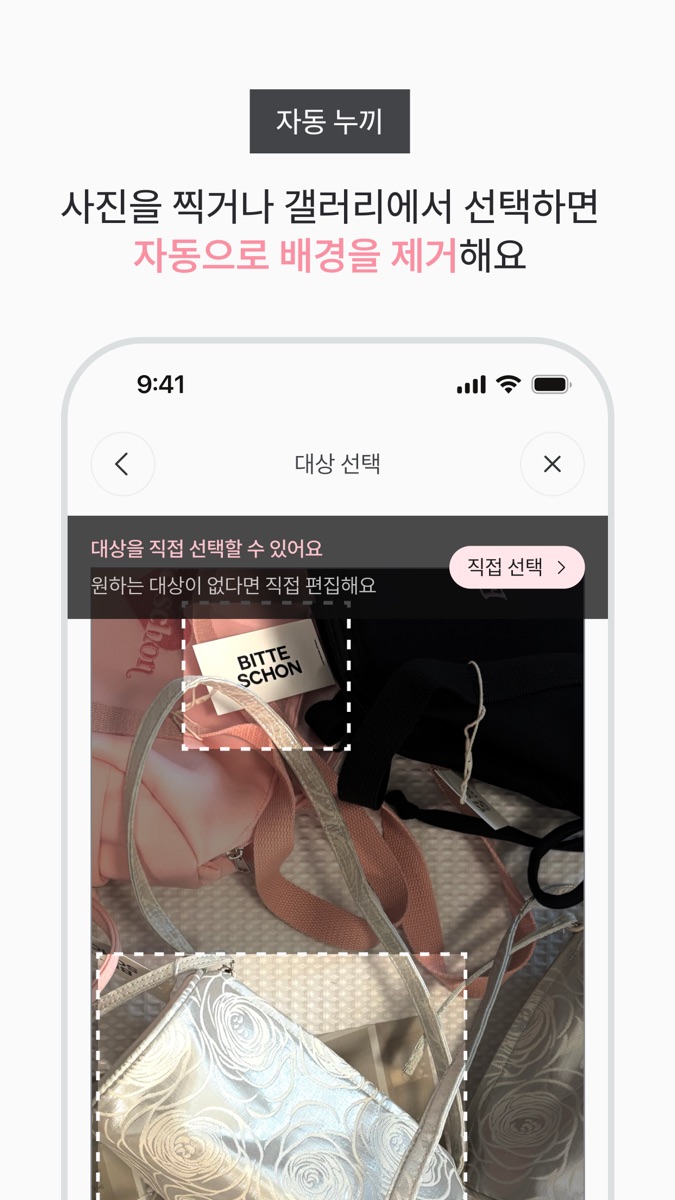 자동 누끼
사진을 찍거나 갤러리에서 선택하면
자동으로 배경을 제거해요
9:41
대상 선택
대상을 직접 선택할 수 있어요
원하는 대상이 없다면 직접 편집해요
직접 선택
schon
BITTE
SCHON